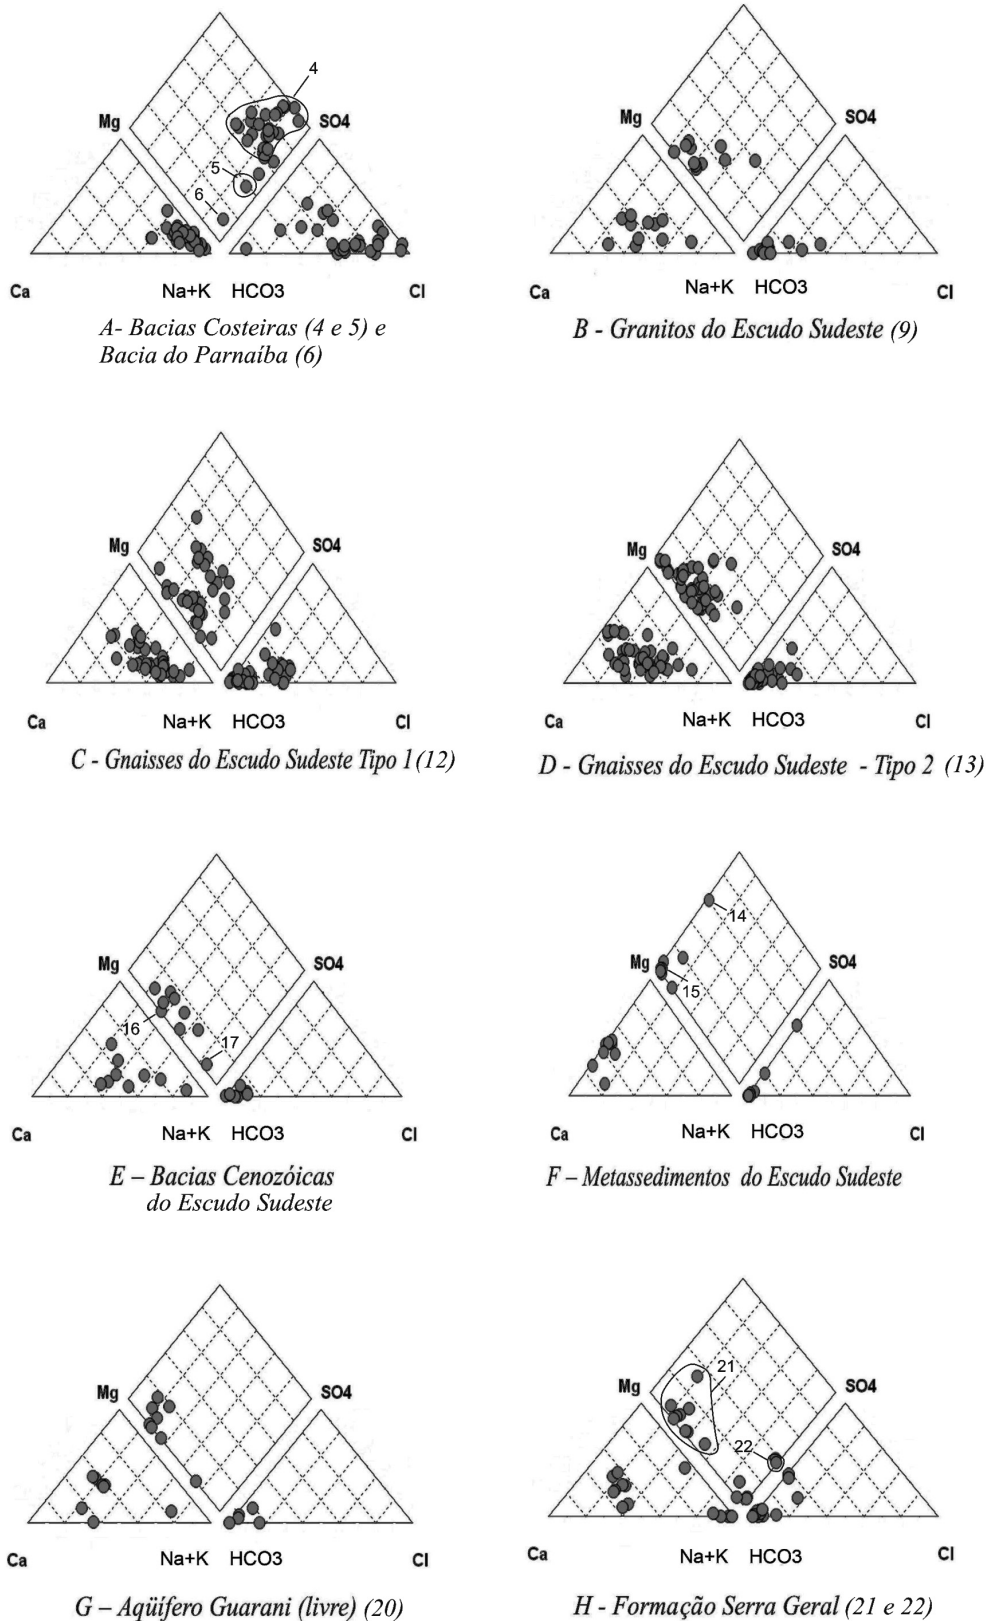 4
Mg
SO4
5
6
Ca
Na+K
HCO3
Cl
A- Bacias Costeiras (4 e 5) e
Bacia do Parnaíba (6)
Mg
SO4
Ca
Na+K
HCO3
Cl
B - Granitos do Escudo Sudeste (9)
Mg
SO4
Ca
Na+K
HCO3
Cl
C - Gnaisses do Escudo Sudeste Tipo 1 (12)
Mg
SO4
Ca
Na+K
HCO3
Cl
D - Gnaisses do Escudo Sudeste - Tipo 2 (13)
Mg
SO4
16
17
Ca
Na+K
HCO3
Cl
E – Bacias Cenozóicas
do Escudo Sudeste
14
Mg
SO4
15
Ca
Na+K
HCO3
Cl
F – Metassedimentos do Escudo Sudeste
Mg
SO4
Ca
Na+K
HCO3
Cl
G – Aqüífero Guarani (livre) (20)
21
Mg
SO4
22
Ca
Na+K
HCO3
Cl
H - Formação Serra Geral (21 e 22)